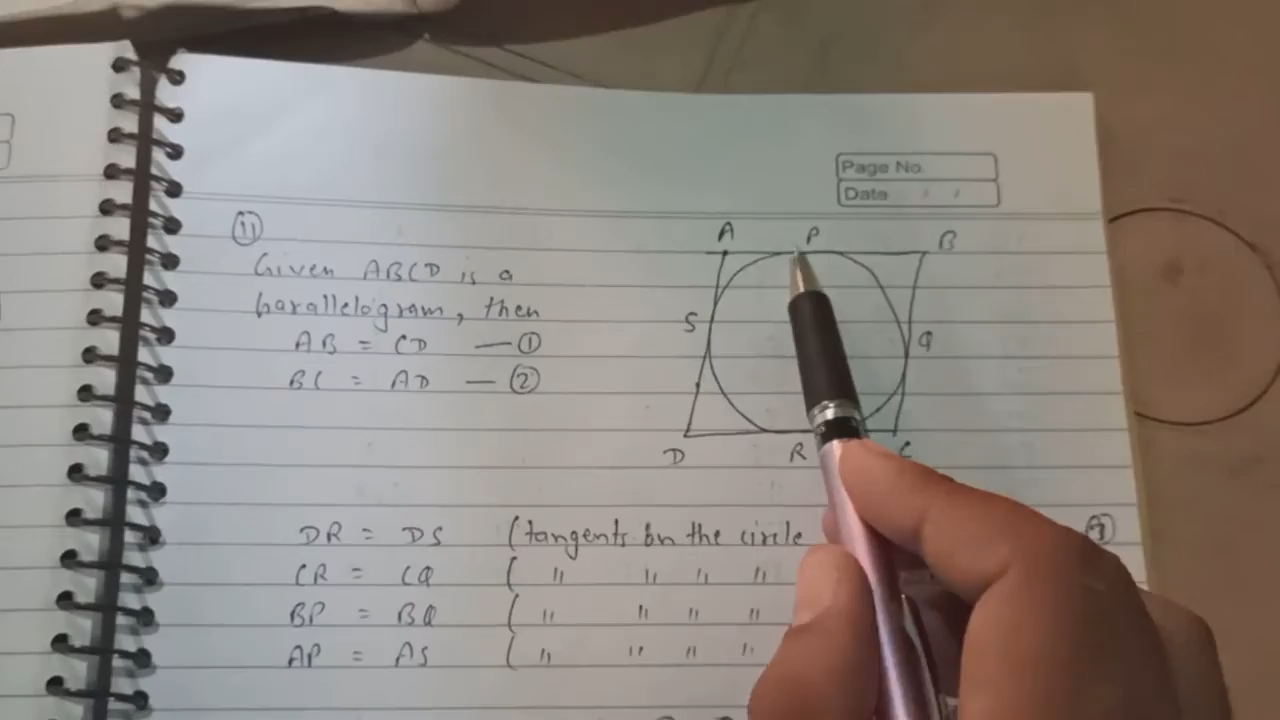 Page No.
Date
11
Given ABCD is a
parallelogram, then
AB = CD — 1
BC = AD — 2
A P B
S Q
D R C
DR = DS (tangents on the circle
CR = CQ ( " " " "
BP = BQ ( " " " "
AP = AS ( " " " "